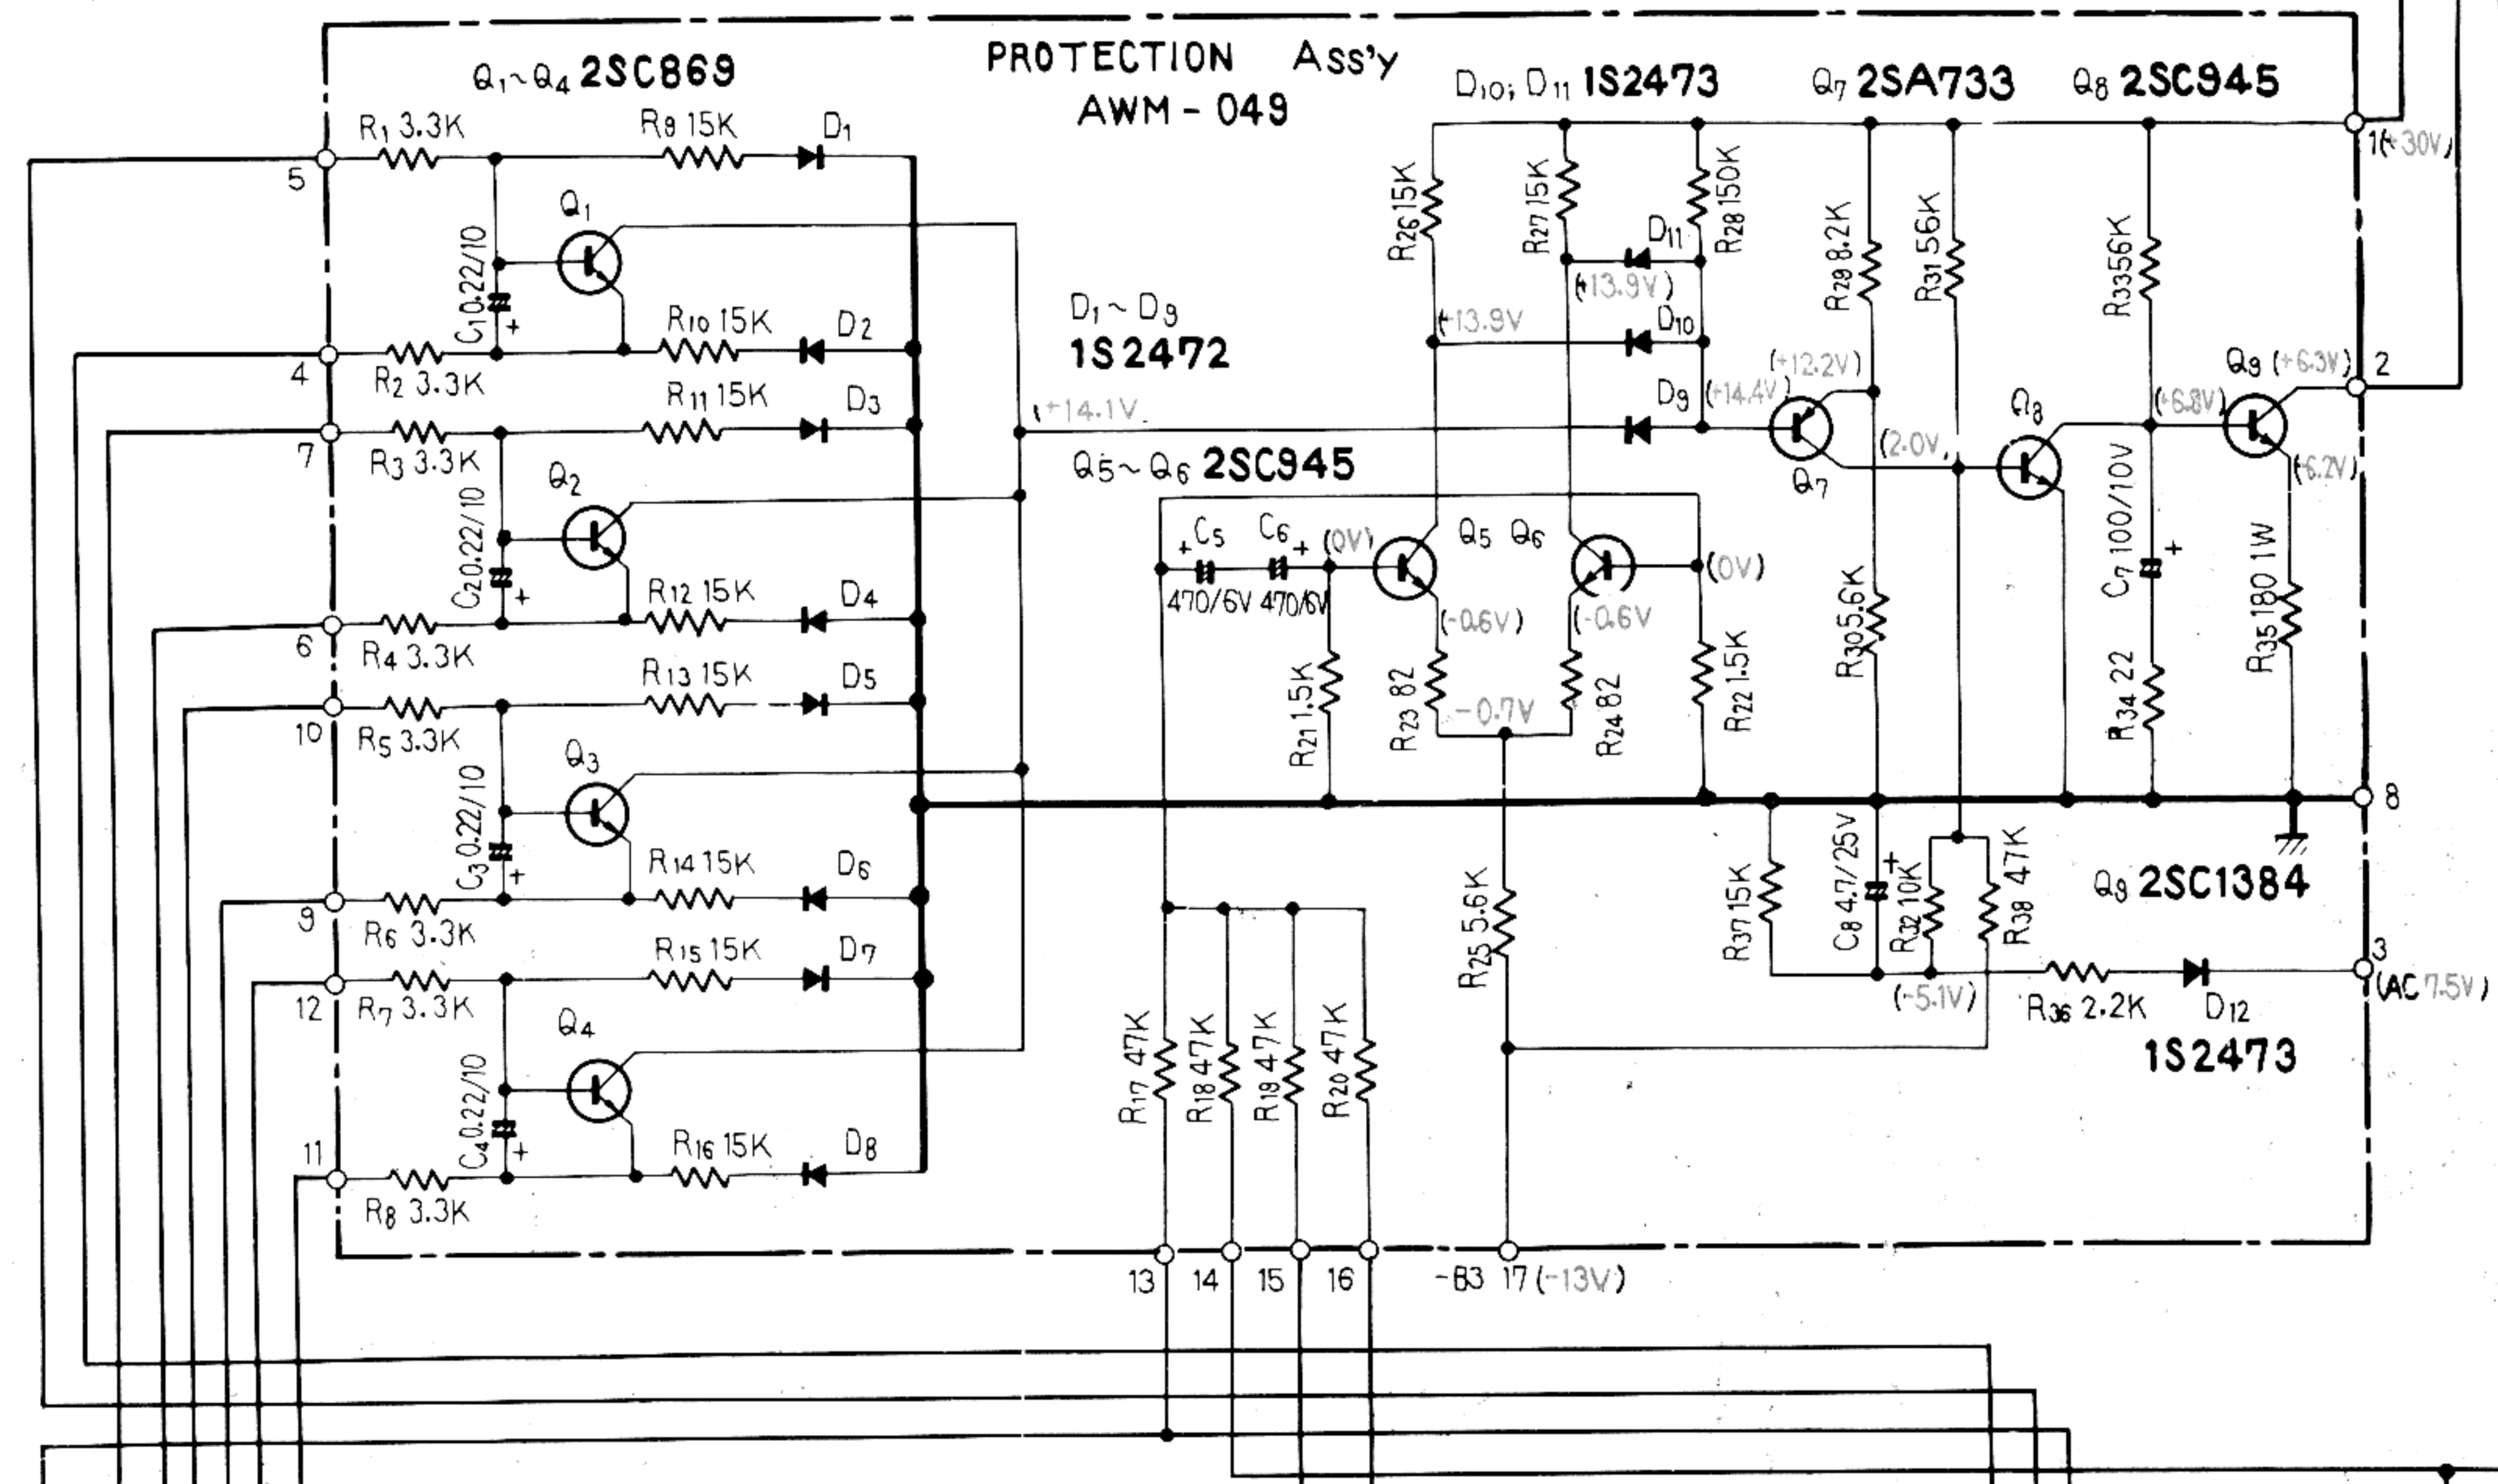 PROTECTION Ass'y
AWM-049
Q1~Q4 2SC869
D10; D11 1S2473
Q7 2SA733
Q8 2SC945
R1 3.3K
R9 15K
D1
5
1(+30V)
Q1
C1 0.22/10
+
R26 15K
R27 15K
R28 150K
D11
R29 8.2K
R31 56K
R33 56K
(+13.9V)
D1~D9
1S2472
R10 15K
D2
4
R2 3.3K
+13.9V
D10
(+12.2V)
Q9 (+6.3V)
2
R11 15K
D3
+14.1V
D9
(+14.4V)
Q8
(+6.8V)
7
R3 3.3K
Q5~Q6 2SC945
(2.0V)
Q7
(+6.2V)
Q2
C2 0.22/10
+
+
C5
C6
+
(0V)
Q5
Q6
(0V)
C7 100/10V
+
470/6V
470/6V
R12 15K
D4
6
R4 3.3K
(-0.6V)
(-0.6V
R30 5.6K
R35 180 1W
R13 15K
D5
R21 1.5K
R23 82
-0.7V
R24 82
R22 1.5K
R34 22
10
R5 3.3K
Q3
C3 0.22/10
+
8
R14 15K
D6
9
R6 3.3K
R25 5.6K
R37 15K
C8 4.7/25V
+
R32 10K
R38 47K
Q9 2SC1384
R15 15K
D7
3
(AC 7.5V)
12
R7 3.3K
(-5.1V)
R36 2.2K
D12
1S2473
Q4
C4 0.22/10
+
R17 47K
R18 47K
R19 47K
R20 47K
11
R16 15K
D8
R8 3.3K
13
14
15
16
-B3
17 (-13V)